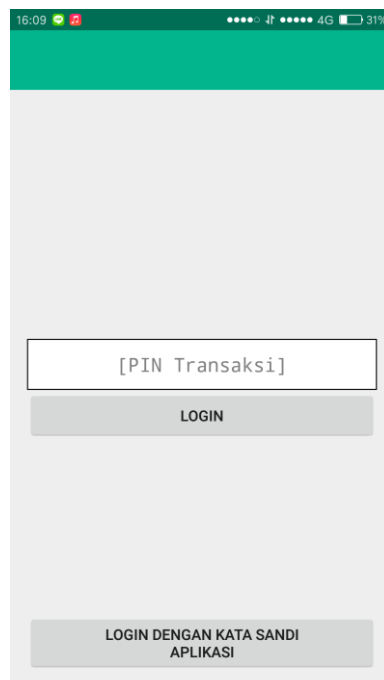 16:09 4G 31%
[PIN Transaksi]
LOGIN
LOGIN DENGAN KATA SANDI
APLIKASI